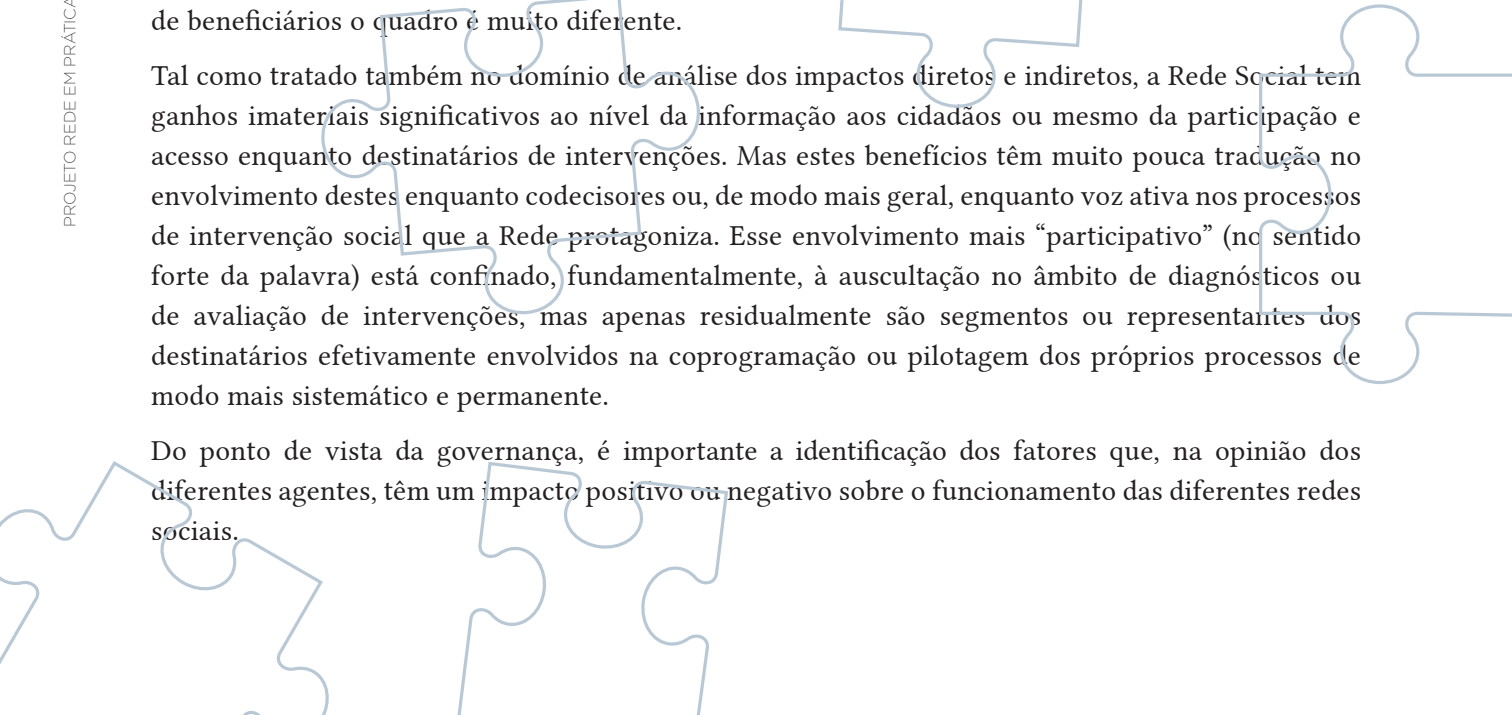 de beneficiários o quadro é muito diferente.
Tal como tratado também no domínio de análise dos impactos diretos e indiretos, a Rede Social tem
ganhos imateriais significativos ao nível da informação aos cidadãos ou mesmo da participação e
acesso enquanto destinatários de intervenções. Mas estes benefícios têm muito pouca tradução no
envolvimento destes enquanto codecisores ou, de modo mais geral, enquanto voz ativa nos processos
de intervenção social que a Rede protagoniza. Esse envolvimento mais “participativo” (no sentido
forte da palavra) está confinado, fundamentalmente, à auscultação no âmbito de diagnósticos ou
de avaliação de intervenções, mas apenas residualmente são segmentos ou representantes dos
destinatários efetivamente envolvidos na coprogramação ou pilotagem dos próprios processos de
modo mais sistemático e permanente.
Do ponto de vista da governança, é importante a identificação dos fatores que, na opinião dos
diferentes agentes, têm um impacto positivo ou negativo sobre o funcionamento das diferentes redes
sociais.
PROJETO REDE EM PRÁTICA